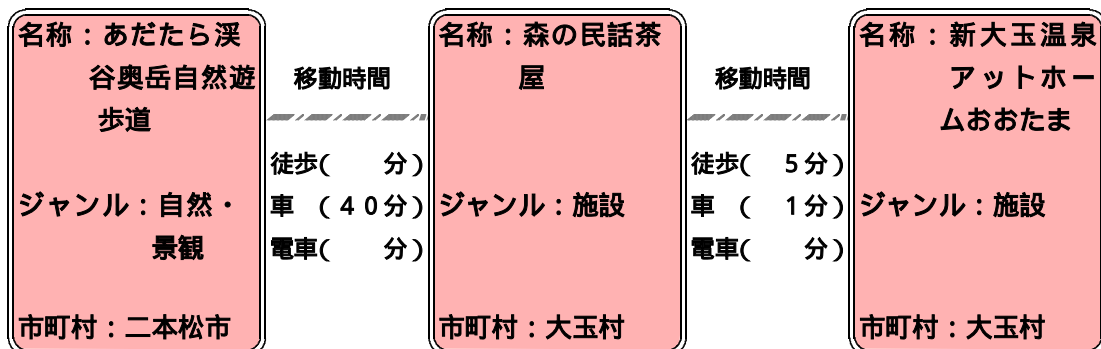 名称：あだたら渓
谷奥岳自然遊
歩道
ジャンル：自然・
景観
市町村：二本松市
移動時間
徒歩(　　分)
車　(４０分)
電車(　　分)
名称：森の民話茶
屋
ジャンル：施設
市町村：大玉村
移動時間
徒歩(　５分)
車　(　１分)
電車(　　分)
名称：新大玉温泉
アットホー
ムおおたま
ジャンル：施設
市町村：大玉村